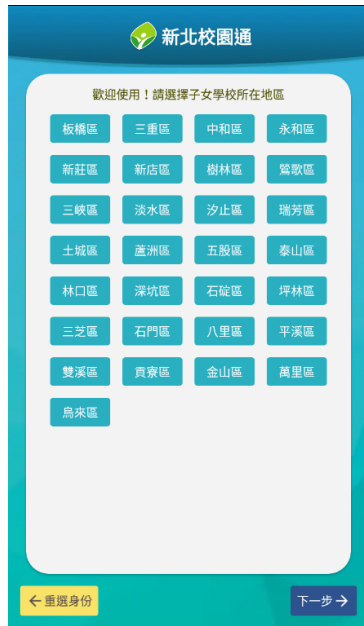 新北校園通
歡迎使用！請選擇子女學校所在地區
板橋區 三重區 中和區 永和區
新莊區 新店區 樹林區 鶯歌區
三峽區 淡水區 汐止區 瑞芳區
土城區 蘆洲區 五股區 泰山區
林口區 深坑區 石碇區 坪林區
三芝區 石門區 八里區 平溪區
雙溪區 貢寮區 金山區 萬里區
烏來區
←重選身份 下一步→